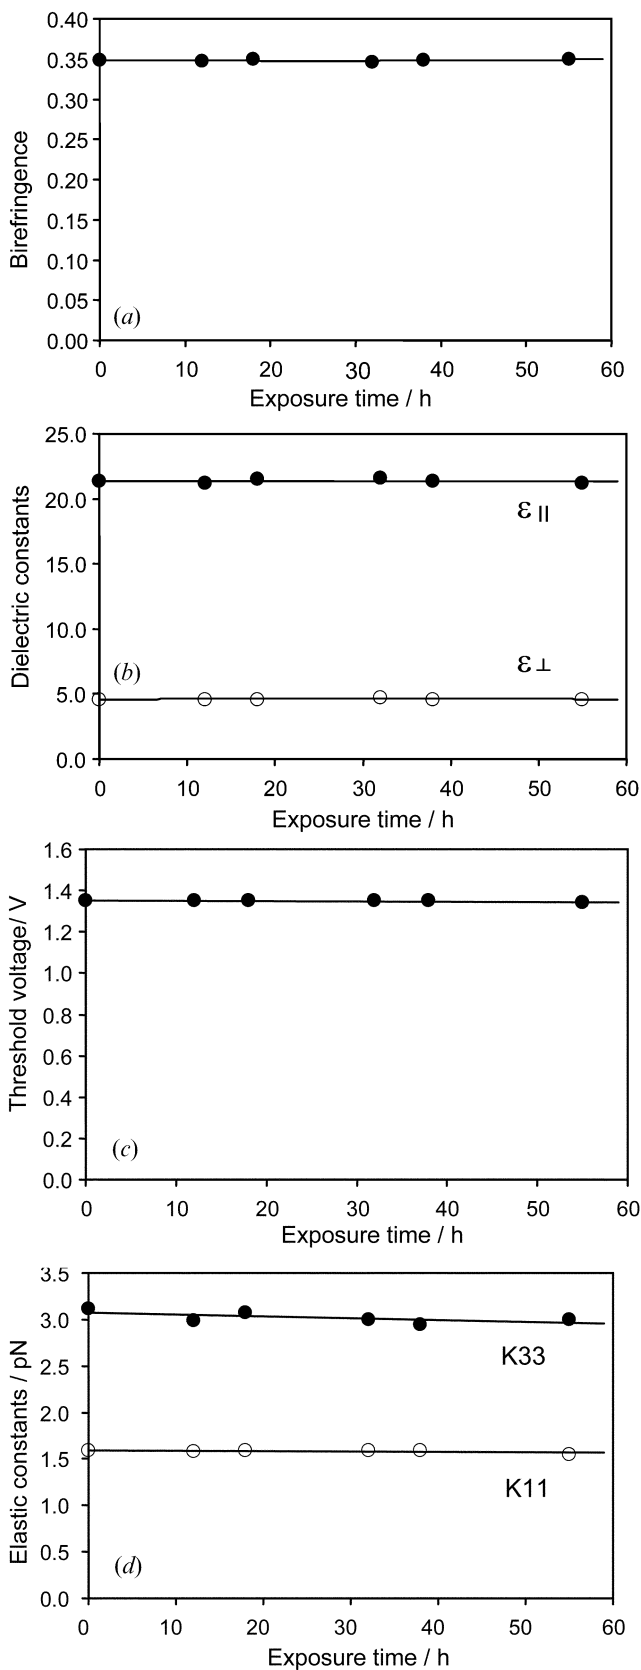 0.40
0.35
0.30
0.25
0.20
0.15
0.10
0.05
0.00
Birefringence
(a)
0 10 20 30 40 50 60
Exposure time / h
25.0
20.0
15.0
10.0
5.0
0.0
Dielectric constants
ε ||
ε ⊥
(b)
0 10 20 30 40 50 60
Exposure time / h
1.6
1.4
1.2
1.0
0.8
0.6
0.4
0.2
0.0
Threshold voltage/ V
(c)
0 10 20 30 40 50 60
Exposure time / h
3.5
3.0
2.5
2.0
1.5
1.0
0.5
0.0
Elastic constants / pN
K33
K11
(d)
0 10 20 30 40 50 60
Exposure time / h